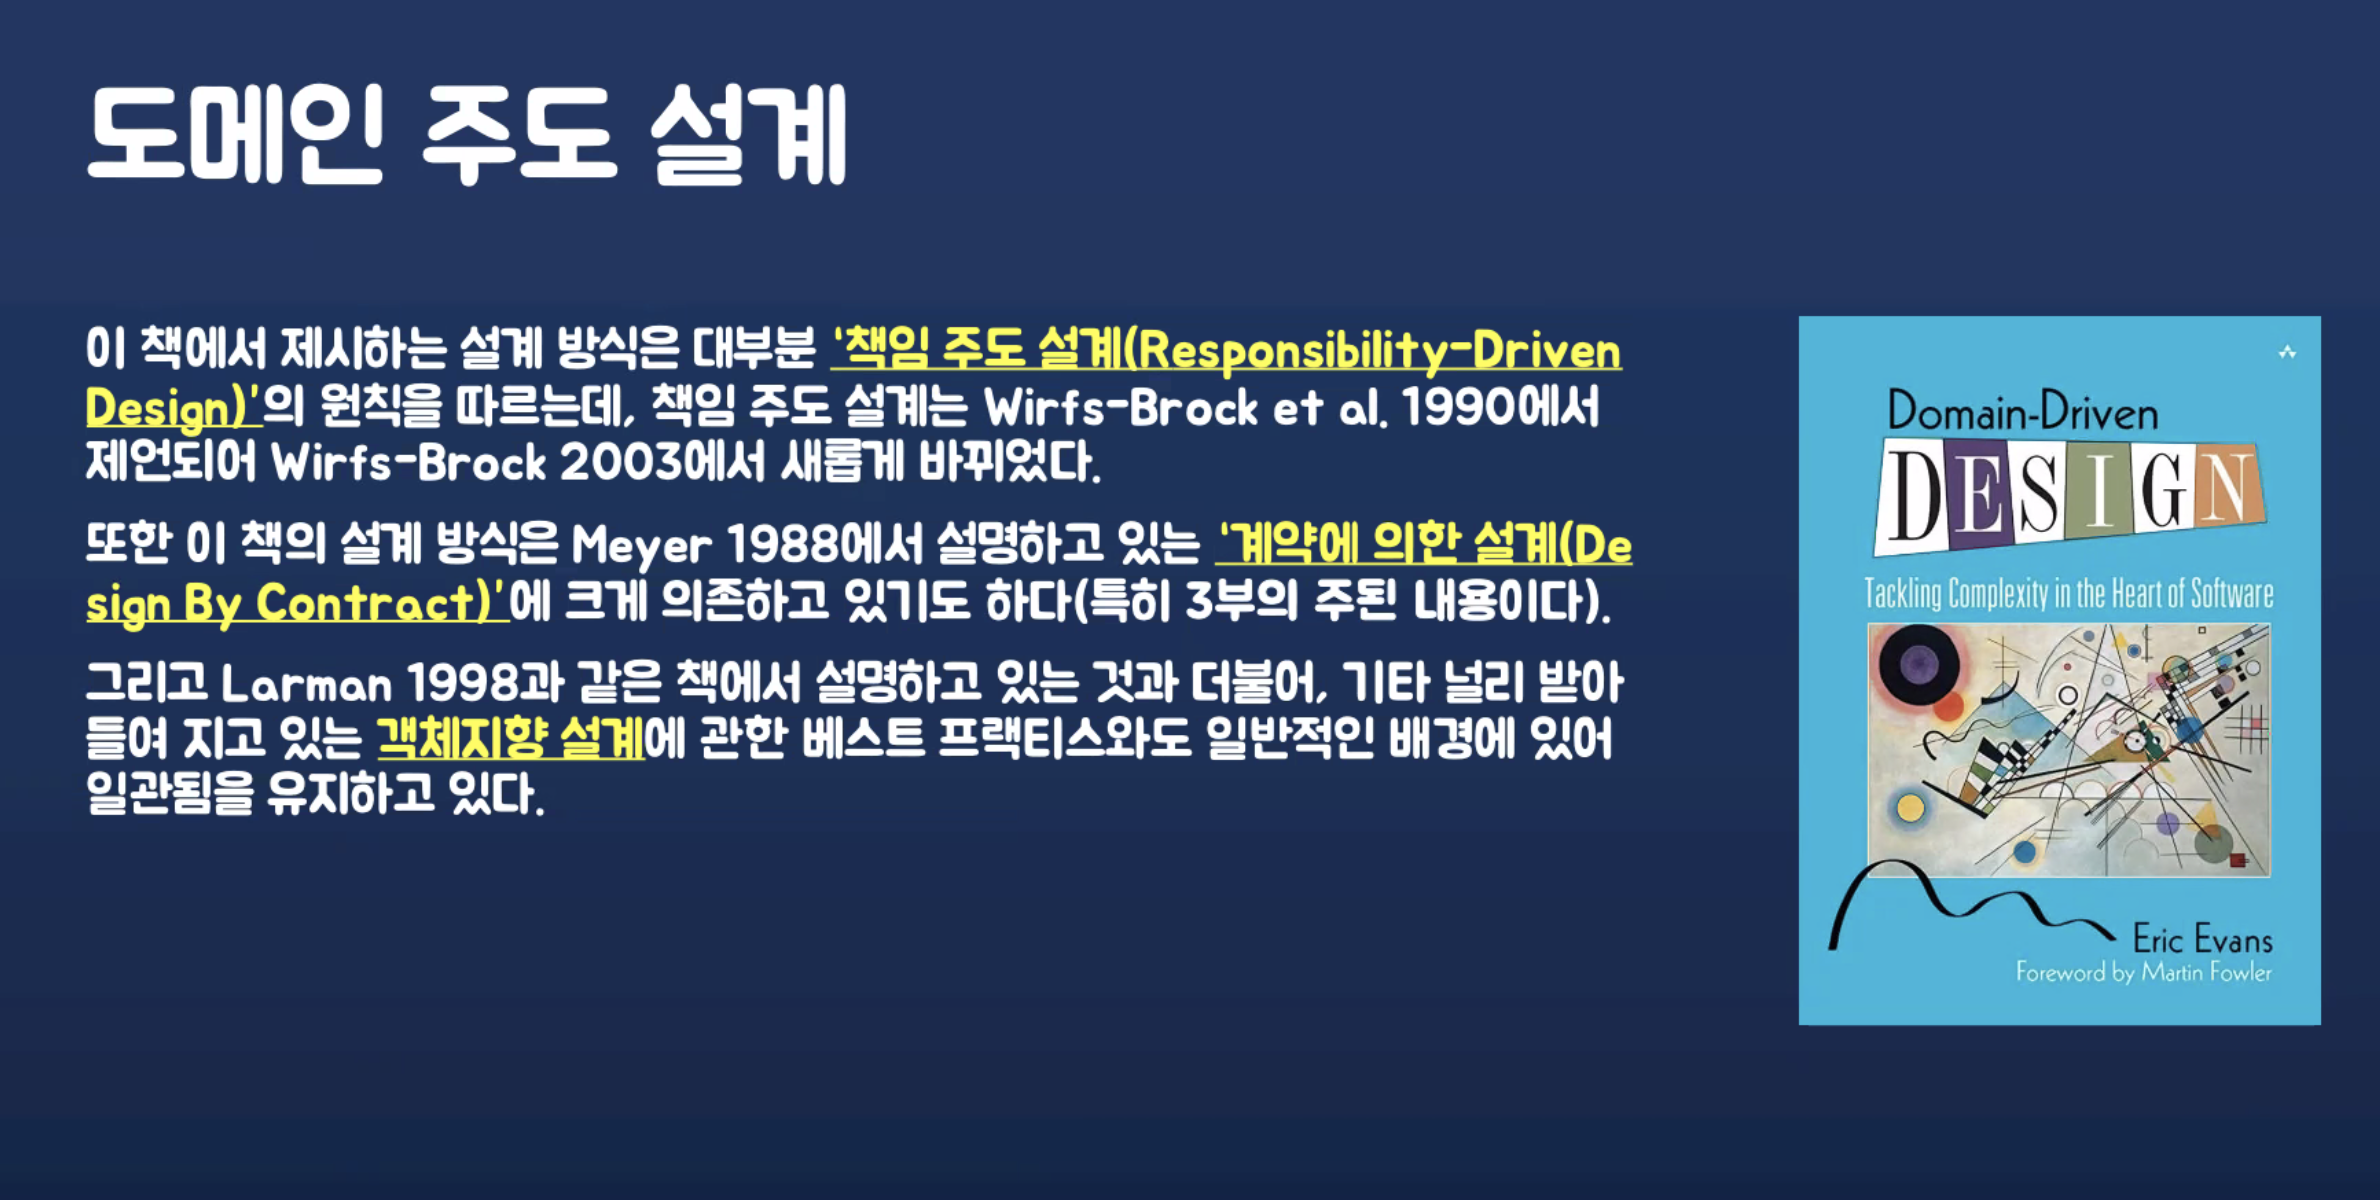 도메인 주도 설계
이 책에서 제시하는 설계 방식은 대부분 '책임 주도 설계(Responsibility-Driven
Design)'의 원칙을 따르는데, 책임 주도 설계는 Wirfs-Brock et al. 1990에서
제언되어 Wirfs-Brock 2003에서 새롭게 바뀌었다.
또한 이 책의 설계 방식은 Meyer 1988에서 설명하고 있는 '계약에 의한 설계(De
sign By Contract)'에 크게 의존하고 있기도 하다(특히 3부의 주된 내용이다).
그리고 Larman 1998과 같은 책에서 설명하고 있는 것과 더불어, 기타 널리 받아
들여 지고 있는 객체지향 설계에 관한 베스트 프랙티스와도 일반적인 배경에 있어
일관됨을 유지하고 있다.
Domain-Driven
DESIGN
Tackling Complexity in the Heart of Software
Eric Evans
Foreword by Martin Fowler